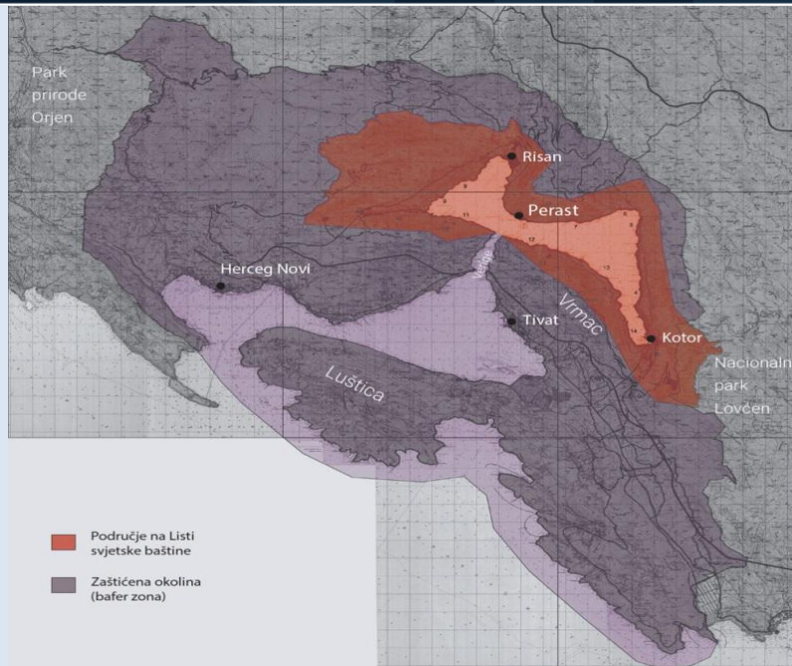 Park
prirode
Orjen
Risan
Perast
Herceg Novi
Verige
Tivat
Vrmac
Kotor
Luštica
Nacionaln
park
Lovćen
Područje na Listi
svjetske baštine
Zaštićena okolina
(bafer zona)